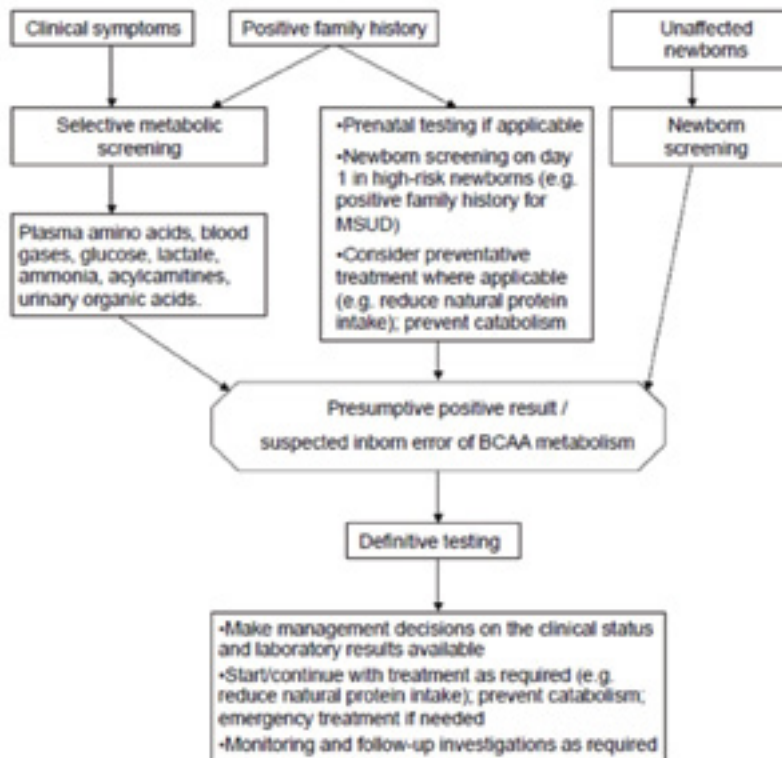 Clinical symptoms
Positive family history
Unaffected
newborns
Selective metabolic
screening
•Prenatal testing if applicable
•Newborn screening on day
1 in high-risk newborns (e.g.
positive family history for
MSUD)
•Consider preventative
treatment where applicable
(e.g. reduce natural protein
intake); prevent catabolism
Newborn
screening
Plasma amino acids, blood
gases, glucose, lactate,
ammonia, acylcarnitines,
urinary organic acids.
Presumptive positive result /
suspected inborn error of BCAA metabolism
Definitive testing
•Make management decisions on the clinical status
and laboratory results available
•Start/continue with treatment as required (e.g.
reduce natural protein intake); prevent catabolism;
emergency treatment if needed
•Monitoring and follow-up investigations as required